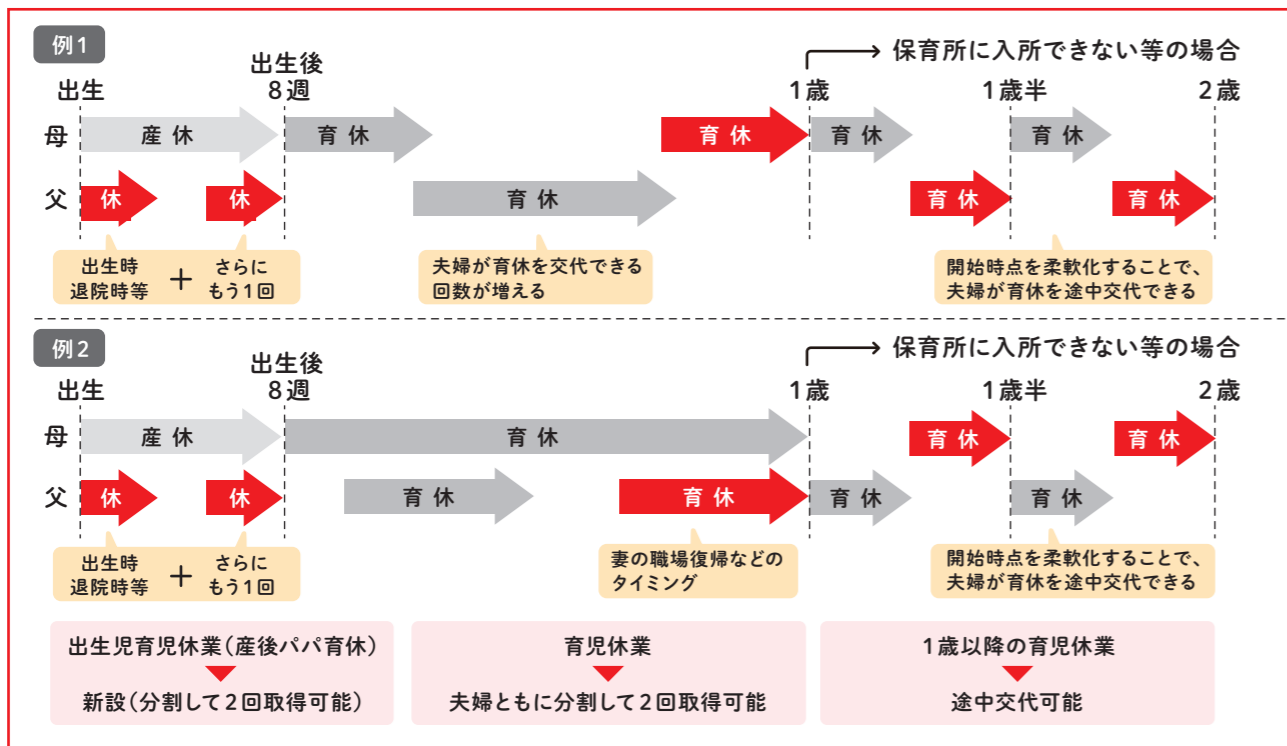 例1
保育所に入所できない等の場合
出生
出生後
8週
1歳
1歳半
2歳
母
産休
育休
育休
育休
育休
父
休
休
育休
育休
育休
出生時
退院時等
+
さらに
もう1回
夫婦が育休を交代できる
回数が増える
開始時点を柔軟化することで、
夫婦が育休を途中交代できる
例2
保育所に入所できない等の場合
出生
出生後
8週
1歳
1歳半
2歳
母
産休
育休
育休
育休
父
休
休
育休
育休
育休
育休
出生時
退院時等
+
さらに
もう1回
妻の職場復帰などの
タイミング
開始時点を柔軟化することで、
夫婦が育休を途中交代できる
出生児育児休業(産後パパ育休)
新設(分割して2回取得可能)
育児休業
夫婦ともに分割して2回取得可能
1歳以降の育児休業
途中交代可能